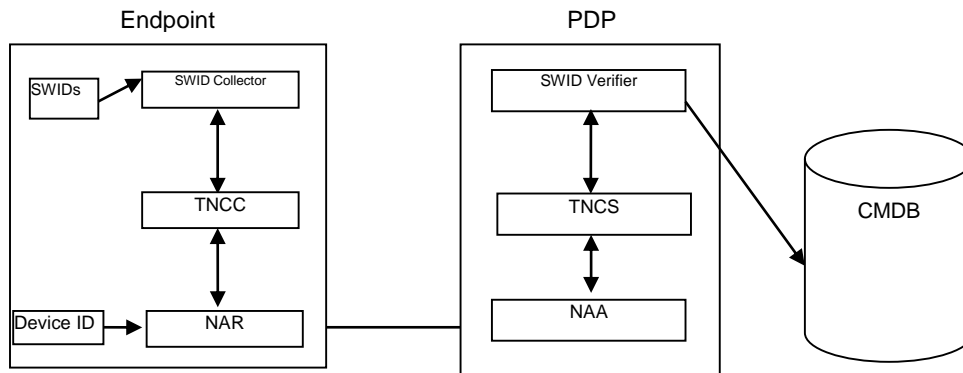 Endpoint
PDP
SWIDs
SWID Collector
SWID Verifier
TNCC
TNCS
CMDB
Device ID
NAR
NAA